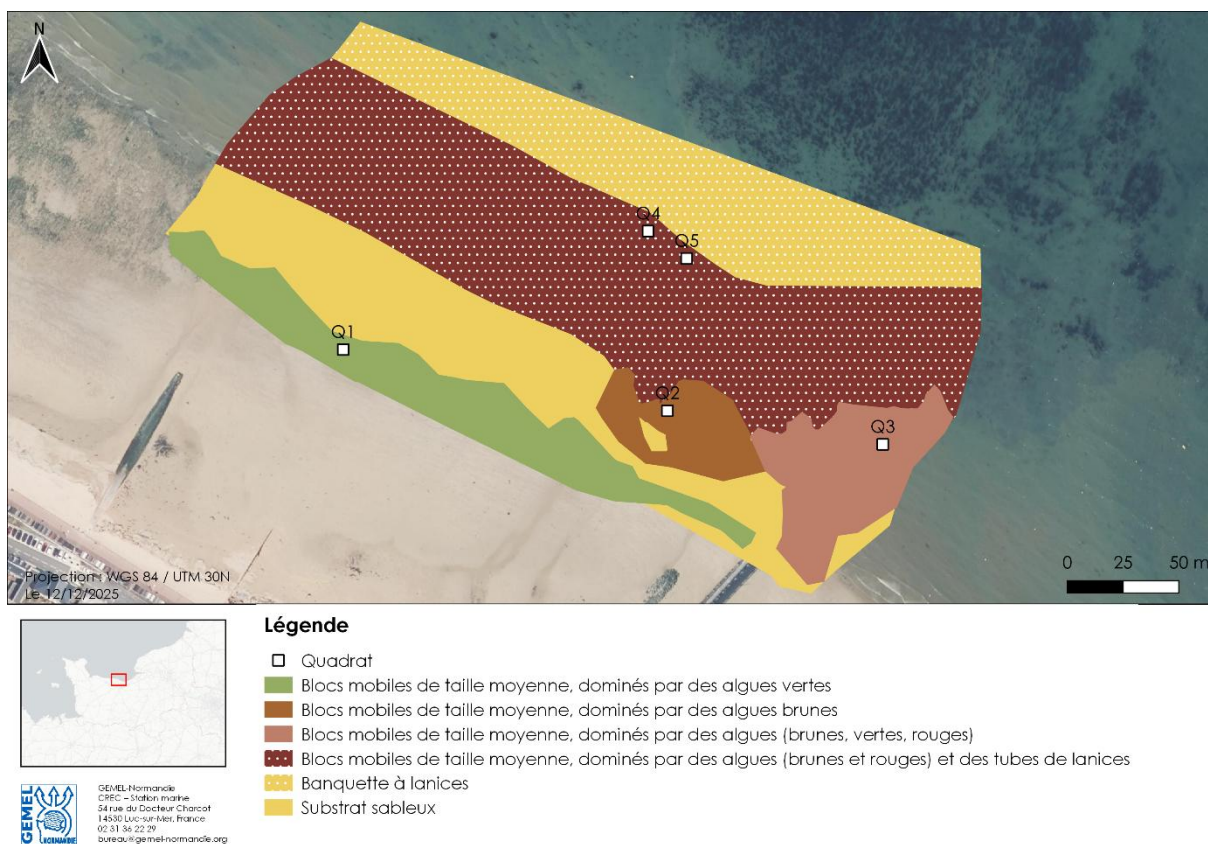 N
Q4
Q5
Q1
Q2
Q3
0 25 50 m
Projection : WGS 84 / UTM 30N
Le 12/12/2025
Légende
Quadrat
Blocs mobiles de taille moyenne, dominés par des algues vertes
Blocs mobiles de taille moyenne, dominés par des algues brunes
Blocs mobiles de taille moyenne, dominés par des algues (brunes, vertes, rouges)
Blocs mobiles de taille moyenne, dominés par des algues (brunes et rouges) et des tubes de lanices
Banquette à lanices
Substrat sableux
GEMEL
NORMANDIE
GEMEL-Normandie
CREC – Station marine
54 rue du Docteur Charcot
14530 Luc-sur-Mer, France
02 31 36 22 29
bureau@gemel-normandie.org